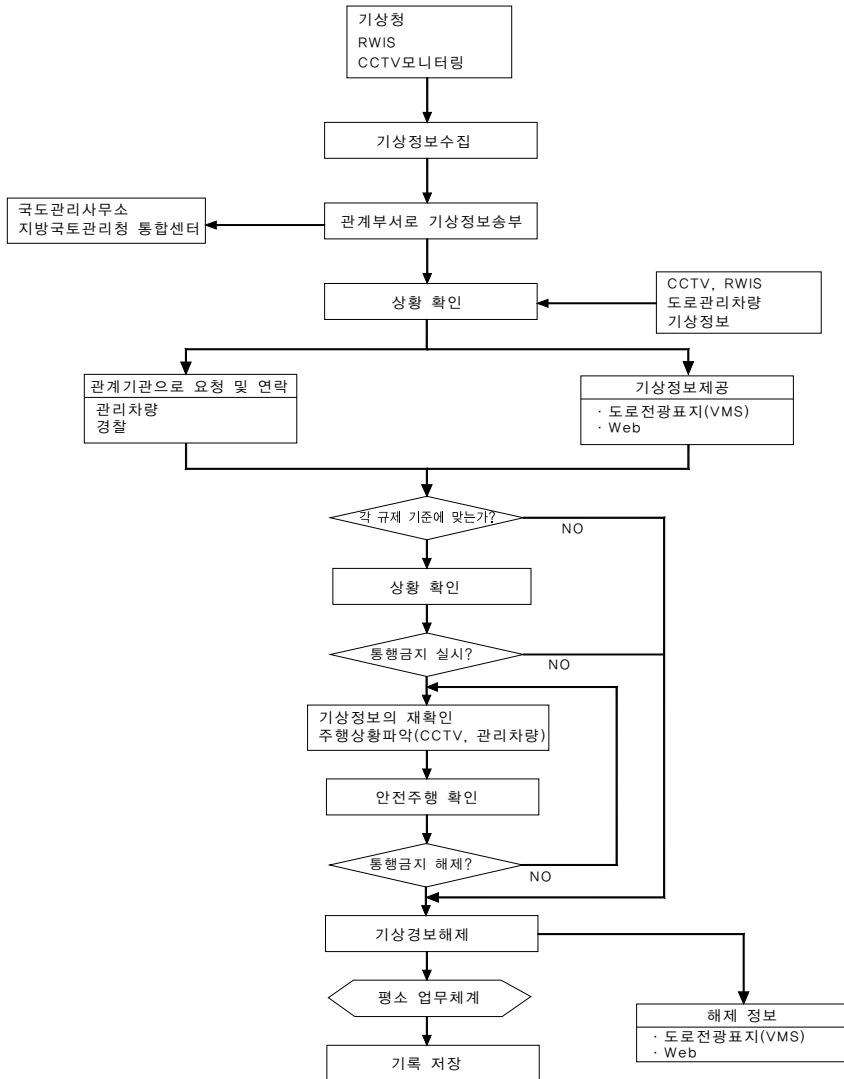 기상청
RWIS
CCTV모니터링
기상정보수집
국도관리사무소
지방국토관리청 통합센터
관계부서로 기상정보송부
상황 확인
CCTV, RWIS
도로관리차량
기상정보
관계기관으로 요청 및 연락
관리차량
경찰
기상정보제공
· 도로전광표지(VMS)
· Web
각 규제 기준에 맞는가?
NO
상황 확인
통행금지 실시?
NO
기상정보의 재확인
주행상황파악(CCTV, 관리차량)
안전주행 확인
통행금지 해제?
NO
기상경보해제
평소 업무체계
해제 정보
· 도로전광표지(VMS)
· Web
기록 저장